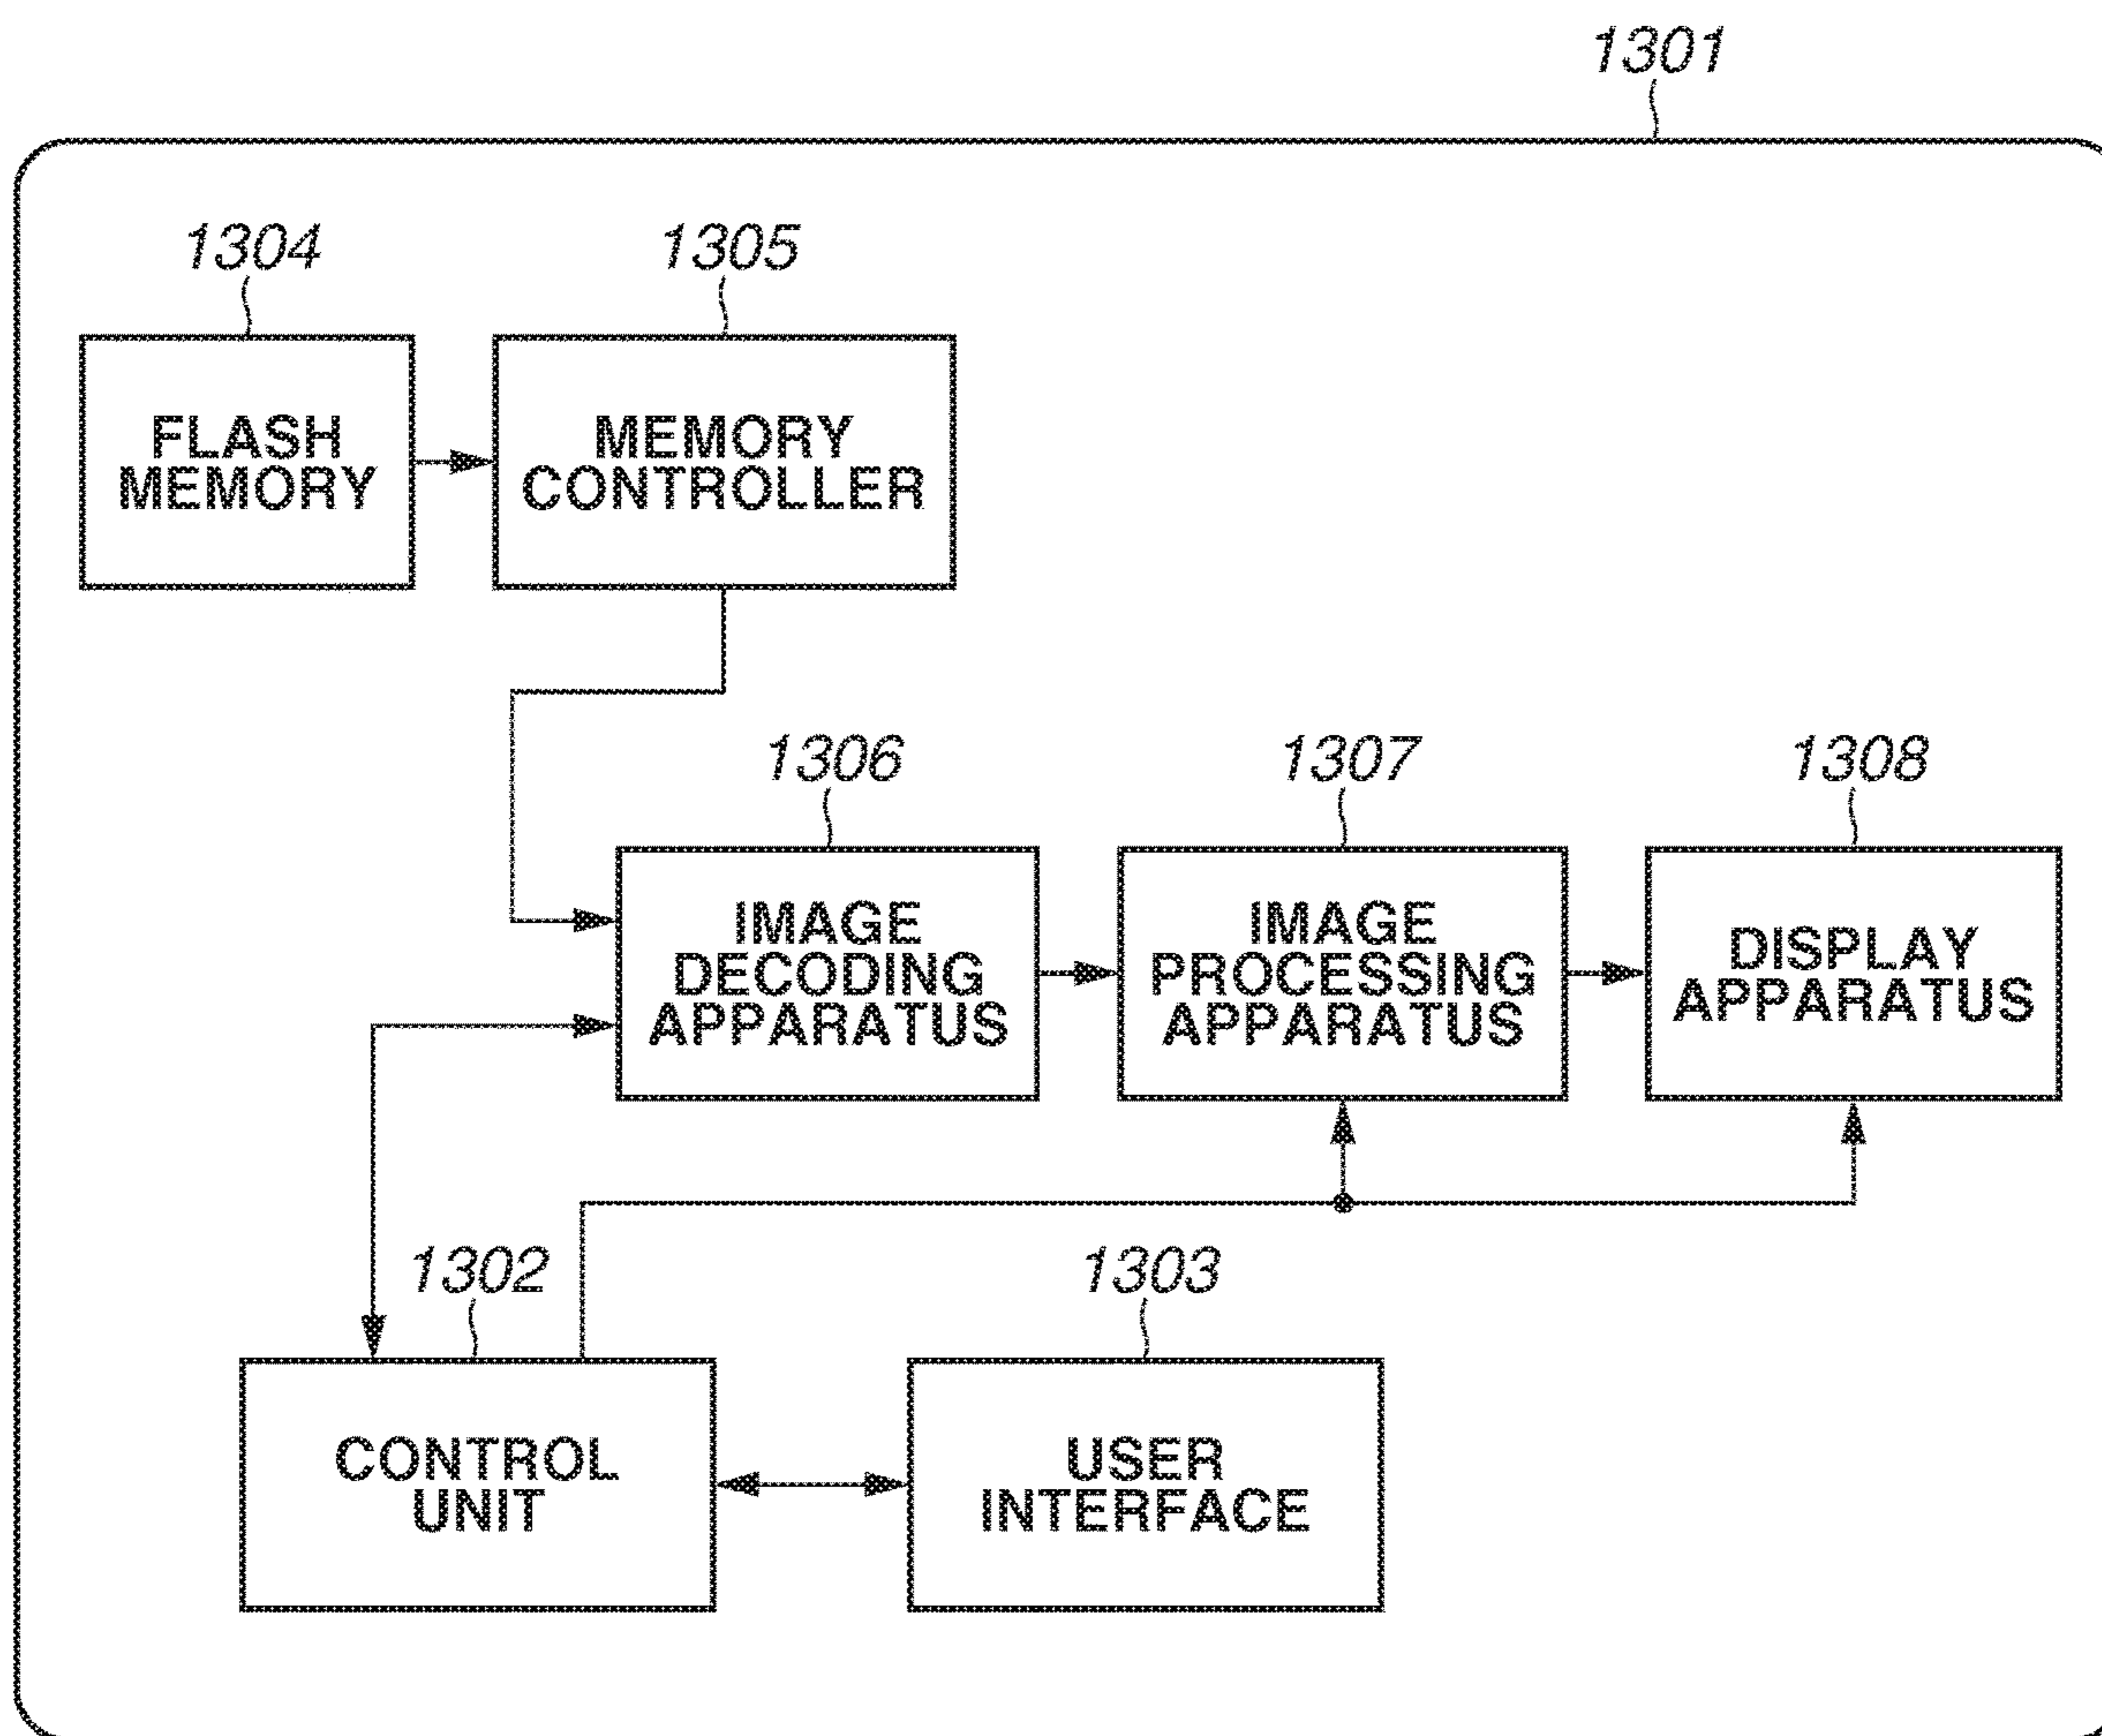 1301
1304
1305
FLASH
MEMORY
MEMORY
CONTROLLER
1306
1307
1308
IMAGE
DECODING
APPARATUS
IMAGE
PROCESSING
APPARATUS
DISPLAY
APPARATUS
1302
1303
CONTROL
UNIT
USER
INTERFACE